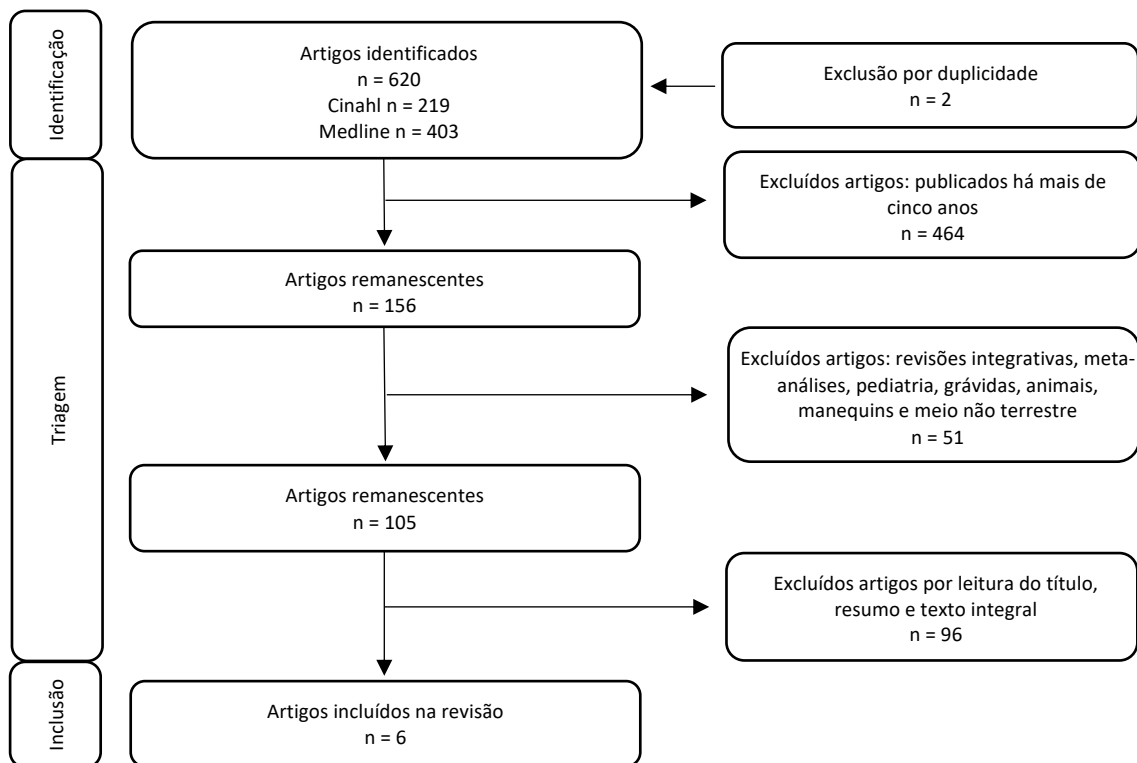 Identificação
Artigos identificados
n = 620
Cinahl n = 219
Medline n = 403
Exclusão por duplicidade
n = 2
Triagem
Excluídos artigos: publicados há mais de
cinco anos
n = 464
Artigos remanescentes
n = 156
Excluídos artigos: revisões integrativas, meta-
análises, pediatria, grávidas, animais,
manequins e meio não terrestre
n = 51
Artigos remanescentes
n = 105
Excluídos artigos por leitura do título,
resumo e texto integral
n = 96
Inclusão
Artigos incluídos na revisão
n = 6